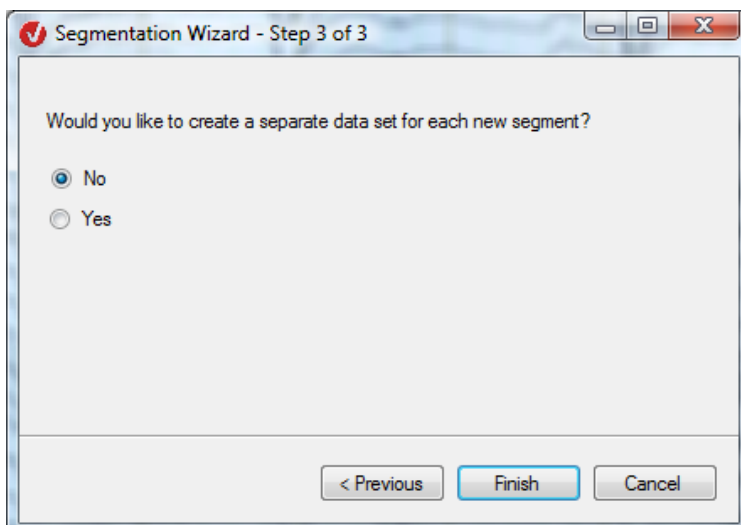 Segmentation Wizard - Step 3 of 3
Would you like to create a separate data set for each new segment?
No
Yes
< Previous
Finish
Cancel